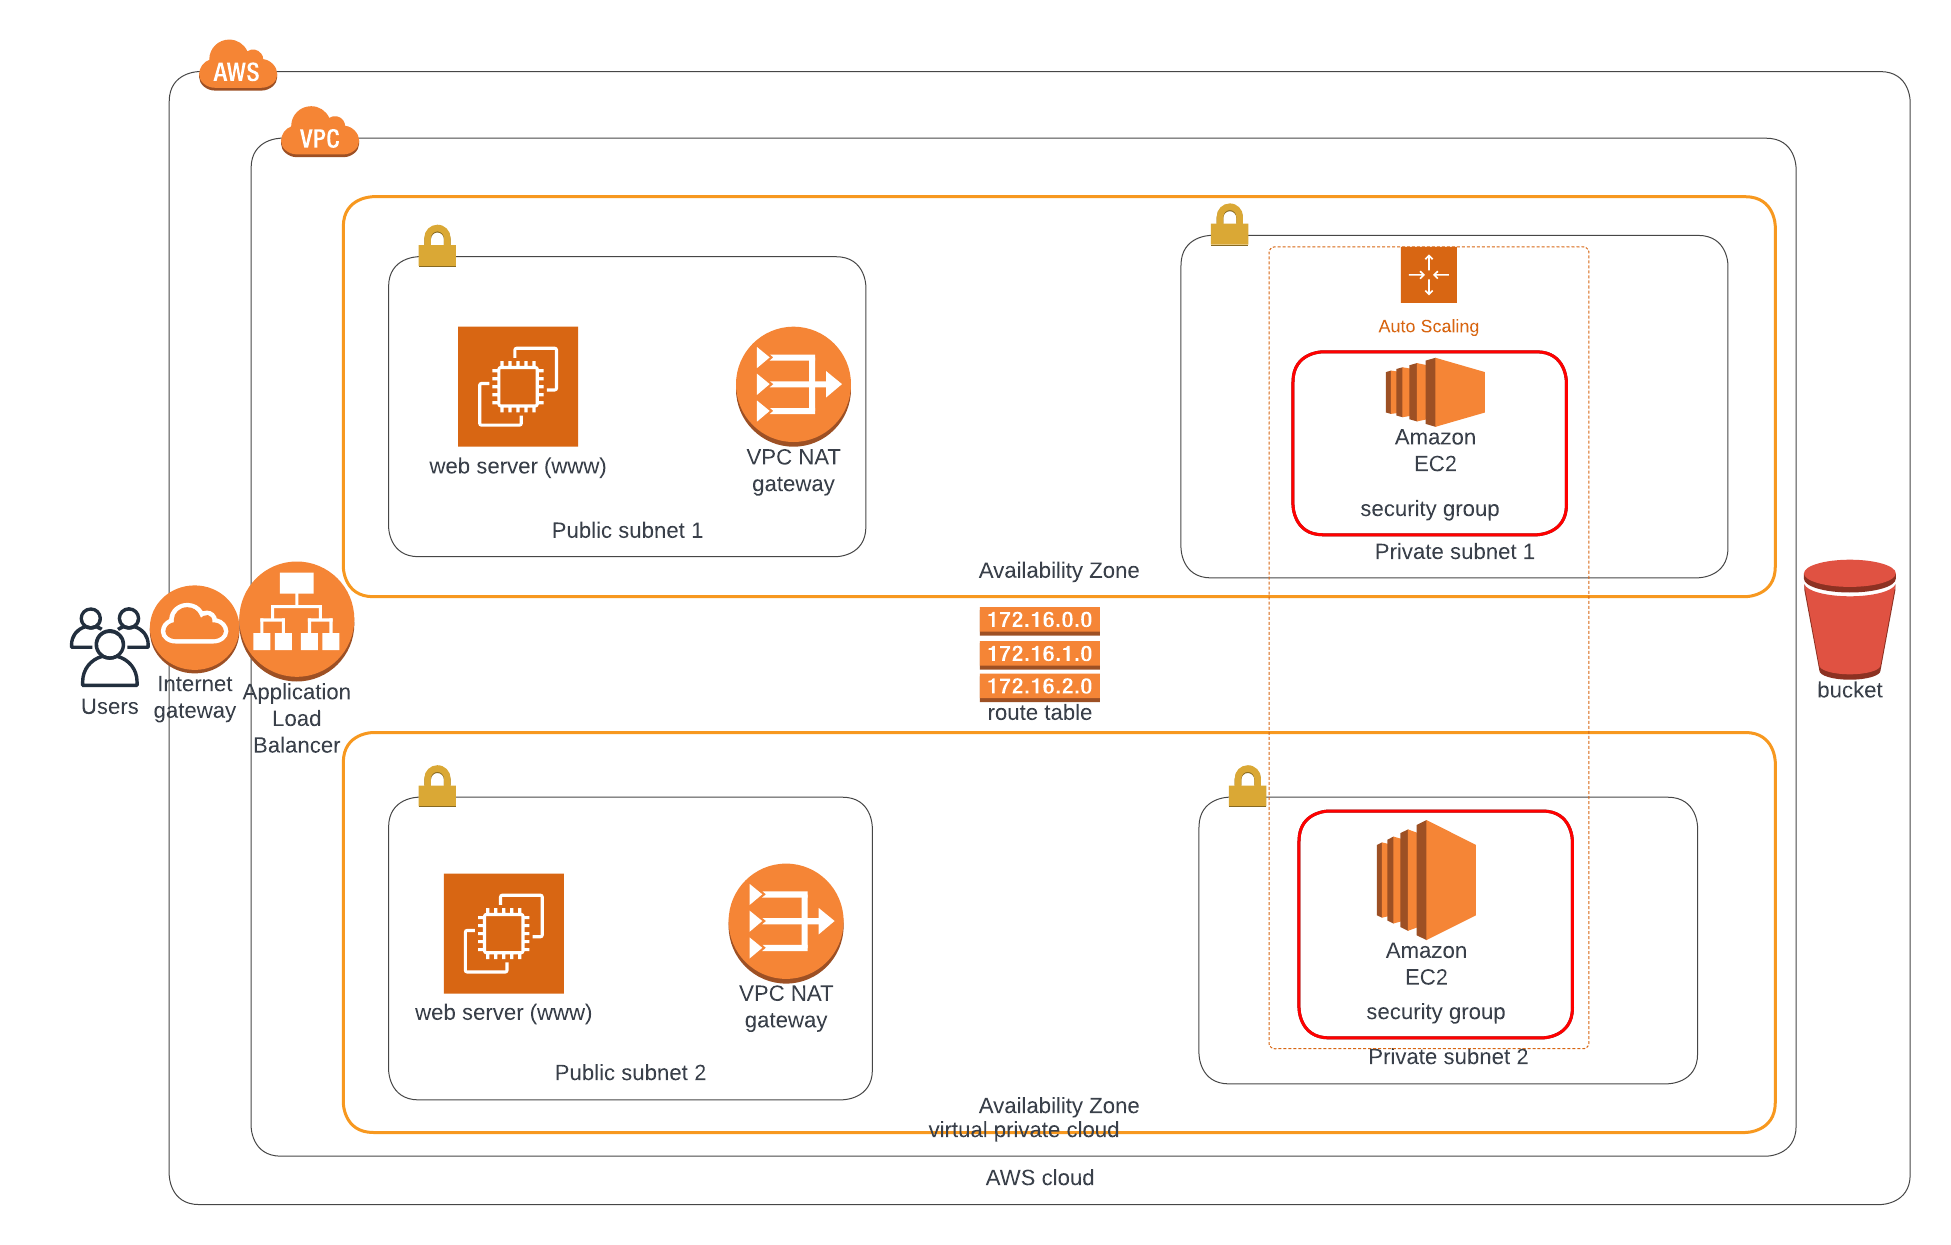 AWS
VPC
Auto Scaling
Amazon
EC2
security group
Private subnet 1
web server (www)
VPC NAT
gateway
Public subnet 1
Availability Zone
172.16.0.0
172.16.1.0
172.16.2.0
route table
Users
Internet
gateway
Application
Load
Balancer
bucket
web server (www)
VPC NAT
gateway
Public subnet 2
Amazon
EC2
security group
Private subnet 2
Availability Zone
virtual private cloud
AWS cloud